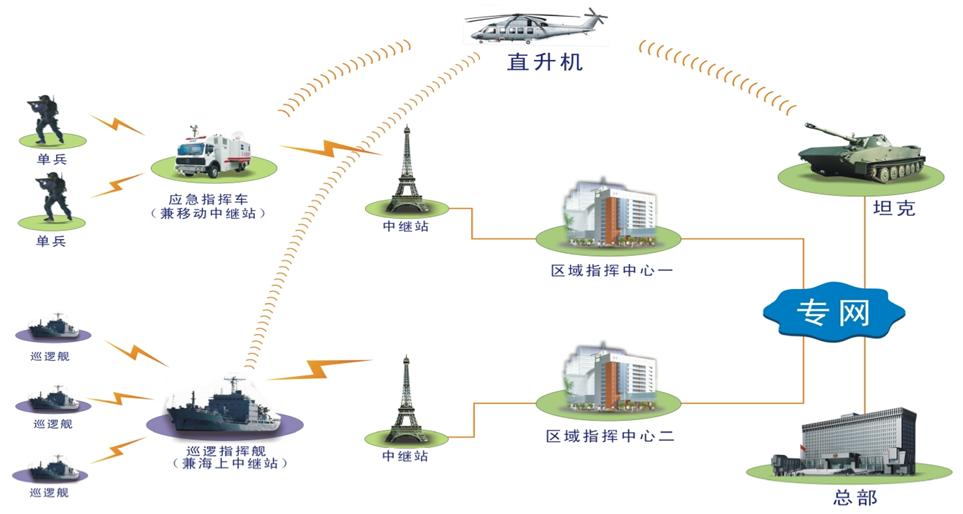 直升机
单兵
应急指挥车
（兼移动中继站）
单兵
中继站
坦克
区域指挥中心一
专网
巡逻舰
巡逻舰
巡逻舰
巡逻指挥舰
（兼海上中继站）
中继站
区域指挥中心二
总部